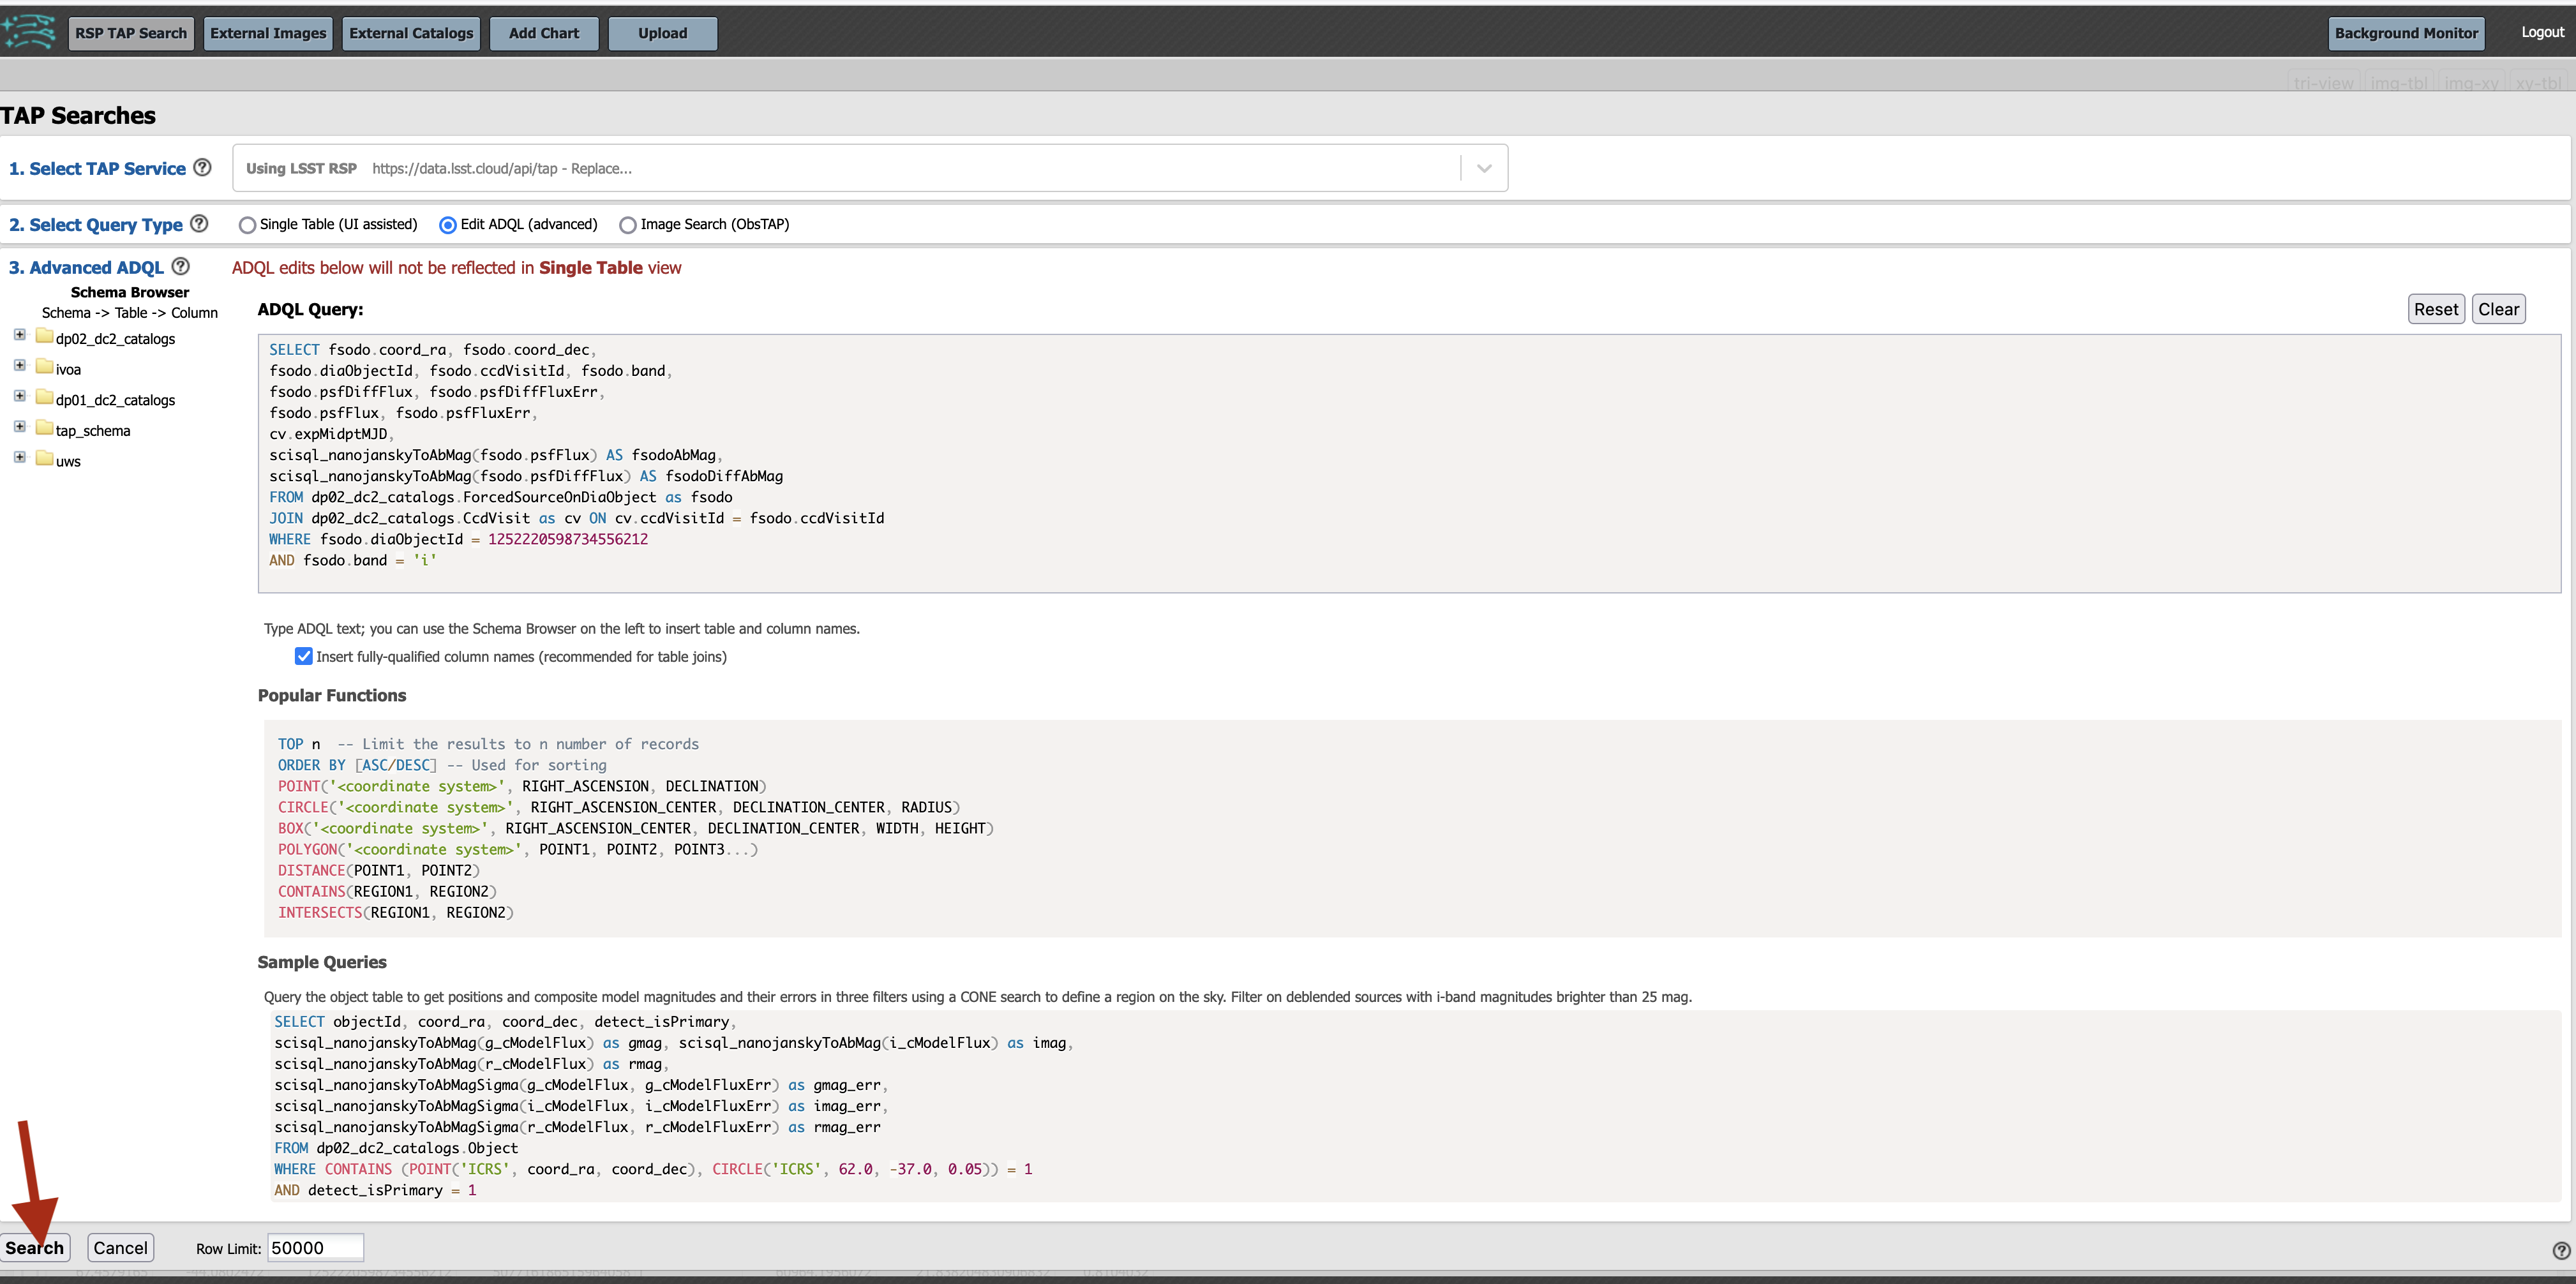 RSP TAP Search External Images External Catalogs Add Chart Upload Background Monitor Logout
tri-view img-tbl img-xy xy-tbl
TAP Searches
1. Select TAP Service Using LSST RSP https://data.lsst.cloud/api/tap - Replace...
2. Select Query Type Single Table (UI assisted) Edit ADQL (advanced) Image Search (ObsTAP)
3. Advanced ADQL ADQL edits below will not be reflected in Single Table view
Schema Browser
Schema -> Table -> Column
dp02_dc2_catalogs
ivoa
dp01_dc2_catalogs
tap_schema
uws
ADQL Query:
Reset Clear
SELECT fsodo.coord_ra, fsodo.coord_dec,
fsodo.diaObjectId, fsodo.ccdVisitId, fsodo.band,
fsodo.psfDiffFlux, fsodo.psfDiffFluxErr,
fsodo.psfFlux, fsodo.psfFluxErr,
cv.expMidptMJD,
scisql_nanojanskyToAbMag(fsodo.psfFlux) AS fsodoAbMag,
scisql_nanojanskyToAbMag(fsodo.psfDiffFlux) AS fsodoDiffAbMag
FROM dp02_dc2_catalogs.ForcedSourceOnDiaObject as fsodo
JOIN dp02_dc2_catalogs.CcdVisit as cv ON cv.ccdVisitId = fsodo.ccdVisitId
WHERE fsodo.diaObjectId = 1252220598734556212
AND fsodo.band = 'i'
Type ADQL text; you can use the Schema Browser on the left to insert table and column names.
Insert fully-qualified column names (recommended for table joins)
Popular Functions
TOP n -- Limit the results to n number of records
ORDER BY [ASC/DESC] -- Used for sorting
POINT('<coordinate system>', RIGHT_ASCENSION, DECLINATION)
CIRCLE('<coordinate system>', RIGHT_ASCENSION_CENTER, DECLINATION_CENTER, RADIUS)
BOX('<coordinate system>', RIGHT_ASCENSION_CENTER, DECLINATION_CENTER, WIDTH, HEIGHT)
POLYGON('<coordinate system>', POINT1, POINT2, POINT3...)
DISTANCE(POINT1, POINT2)
CONTAINS(REGION1, REGION2)
INTERSECTS(REGION1, REGION2)
Sample Queries
Query the object table to get positions and composite model magnitudes and their errors in three filters using a CONE search to define a region on the sky. Filter on deblended sources with i-band magnitudes brighter than 25 mag.
SELECT objectId, coord_ra, coord_dec, detect_isPrimary,
scisql_nanojanskyToAbMag(g_cModelFlux) as gmag, scisql_nanojanskyToAbMag(i_cModelFlux) as imag,
scisql_nanojanskyToAbMag(r_cModelFlux) as rmag,
scisql_nanojanskyToAbMagSigma(g_cModelFlux, g_cModelFluxErr) as gmag_err,
scisql_nanojanskyToAbMagSigma(i_cModelFlux, i_cModelFluxErr) as imag_err,
scisql_nanojanskyToAbMagSigma(r_cModelFlux, r_cModelFluxErr) as rmag_err
FROM dp02_dc2_catalogs.Object
WHERE CONTAINS (POINT('ICRS', coord_ra, coord_dec), CIRCLE('ICRS', 62.0, -37.0, 0.05)) = 1
AND detect_isPrimary = 1
Search Cancel Row Limit: 50000